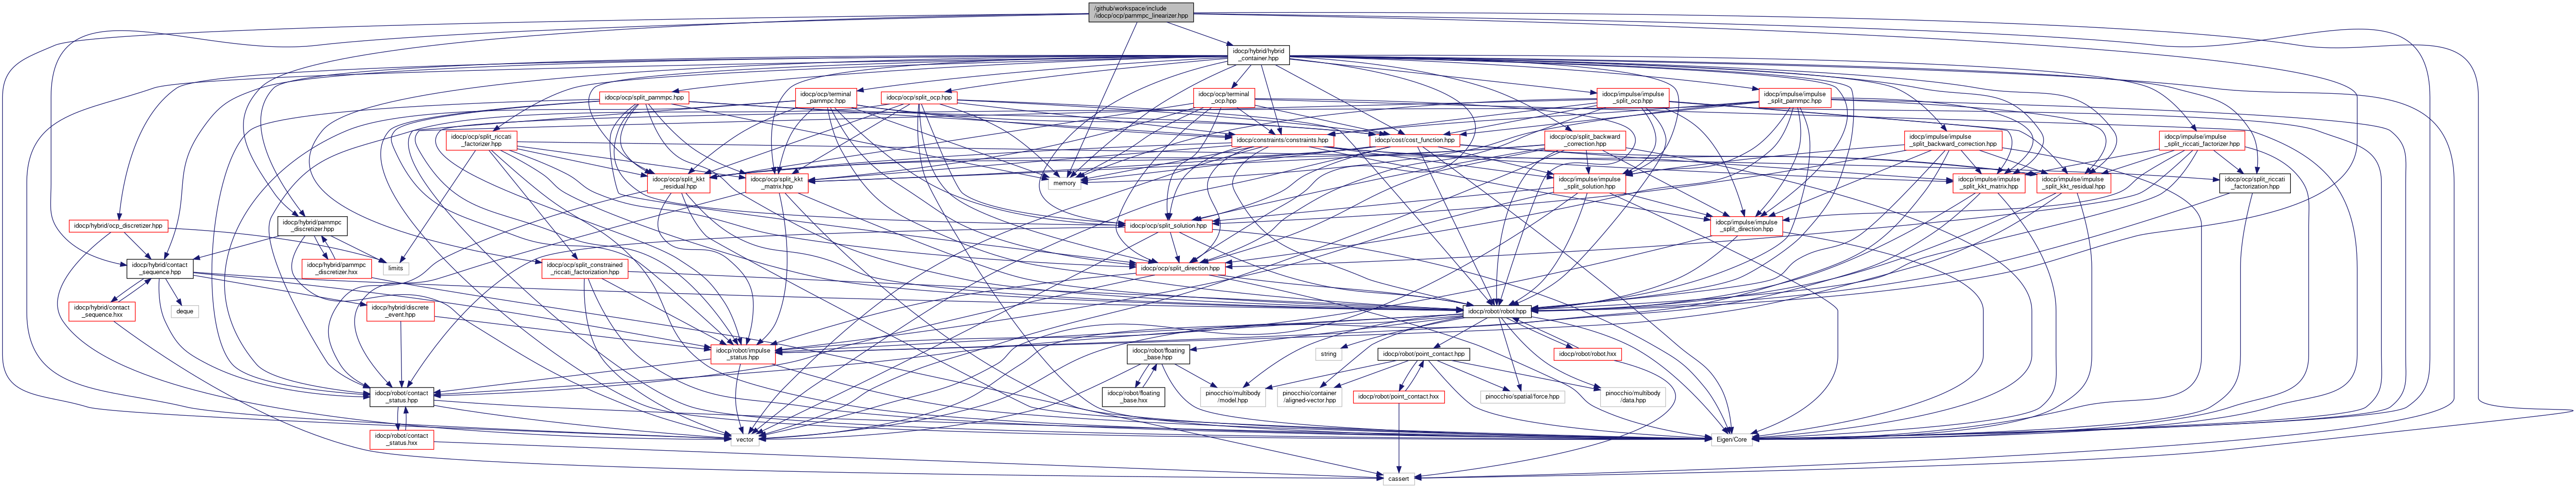 /github/workspace/include
/idocp/ocp/parnmpc_linearizer.hpp
idocp/hybrid/hybrid
_container.hpp
idocp/ocp/split_parnmpc.hpp
idocp/ocp/terminal
_parnmpc.hpp
idocp/ocp/split_ocp.hpp
idocp/ocp/terminal
_ocp.hpp
idocp/impulse/impulse
_split_ocp.hpp
idocp/impulse/impulse
_split_parnmpc.hpp
idocp/ocp/split_riccati
_factorizer.hpp
idocp/constraints/constraints.hpp
idocp/cost/cost_function.hpp
idocp/ocp/split_backward
_correction.hpp
idocp/impulse/impulse
_split_backward_correction.hpp
idocp/impulse/impulse
_split_riccati_factorizer.hpp
idocp/ocp/split_kkt
_residual.hpp
idocp/ocp/split_kkt
_matrix.hpp
memory
idocp/impulse/impulse
_split_solution.hpp
idocp/impulse/impulse
_split_kkt_matrix.hpp
idocp/impulse/impulse
_split_kkt_residual.hpp
idocp/ocp/split_riccati
_factorization.hpp
idocp/hybrid/ocp_discretizer.hpp
idocp/hybrid/parnmpc
_discretizer.hpp
idocp/ocp/split_solution.hpp
idocp/impulse/impulse
_split_direction.hpp
idocp/hybrid/contact
_sequence.hpp
idocp/hybrid/parnmpc
_discretizer.hxx
limits
idocp/ocp/split_constrained
_riccati_factorization.hpp
idocp/ocp/split_direction.hpp
idocp/hybrid/contact
_sequence.hxx
deque
idocp/hybrid/discrete
_event.hpp
idocp/robot/robot.hpp
idocp/robot/impulse
_status.hpp
idocp/robot/floating
_base.hpp
string
idocp/robot/point_contact.hpp
idocp/robot/robot.hxx
idocp/robot/contact
_status.hpp
idocp/robot/floating
_base.hxx
pinocchio/multibody
/model.hpp
pinocchio/container
/aligned-vector.hpp
idocp/robot/point_contact.hxx
pinocchio/spatial/force.hpp
pinocchio/multibody
/data.hpp
idocp/robot/contact
_status.hxx
vector
Eigen/Core
cassert